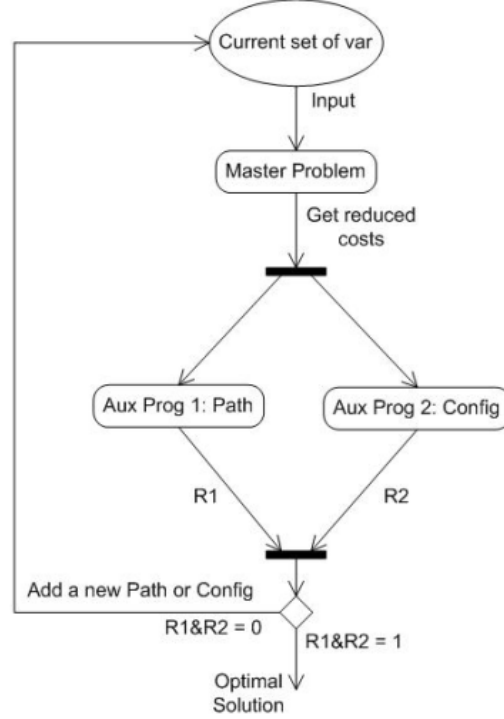 Current set of var
Input
Master Problem
Get reduced
costs
Aux Prog 1: Path
Aux Prog 2: Config
R1
R2
Add a new Path or Config
R1&R2 = 0
R1&R2 = 1
Optimal
Solution